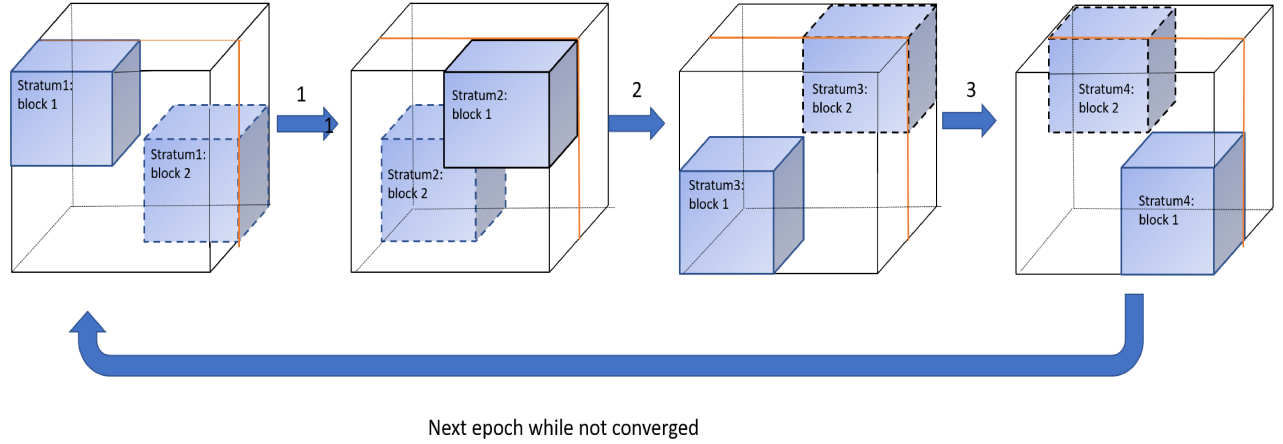 Stratum1:
block 1
Stratum1:
block 2
1
1
Stratum2:
block 1
Stratum2:
block 2
2
Stratum3:
block 2
Stratum3:
block 1
3
Stratum4:
block 2
Stratum4:
block 1
Next epoch while not converged